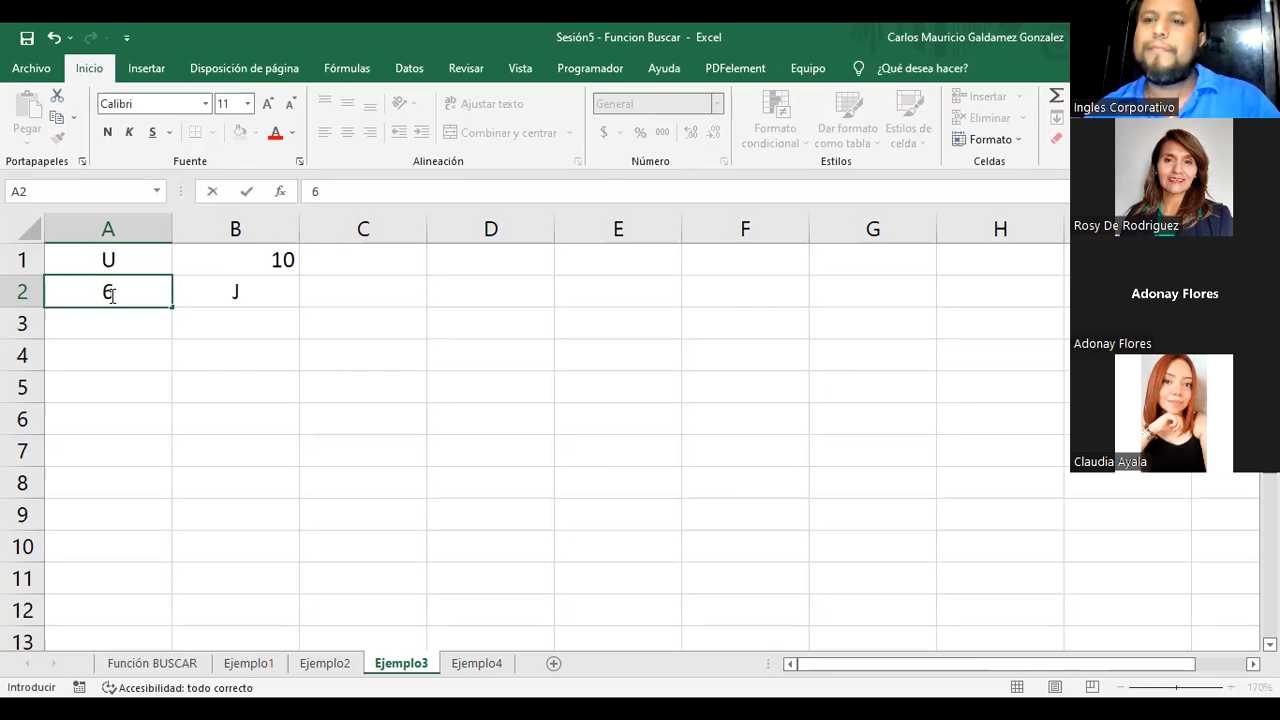 Sesión5 - Funcion Buscar - Excel
Carlos Mauricio Galdamez Gonzalez
Archivo Inicio Insertar Disposición de página Fórmulas Datos Revisar Vista Programador Ayuda PDFelement Equipo ¿Qué desea hacer?
Pegar
Calibri 11
N K S A
Ajustar texto
Combinar y centrar
General
$ % 000
Formato condicional
Dar formato como tabla
Estilos de celda
Insertar
Eliminar
Formato
Portapapeles Fuente Alineación Número Estilos Celdas
A2 fx 6
A B C D E F G H
1 U 10
2 6 J
3
4
5
6
7
8
9
10
11
12
13
Función BUSCAR Ejemplo1 Ejemplo2 Ejemplo3 Ejemplo4
Introducir Accesibilidad: todo correcto 170%
Ingles Corporativo
Rosy De Rodriguez
Adonay Flores
Adonay Flores
Claudia Ayala